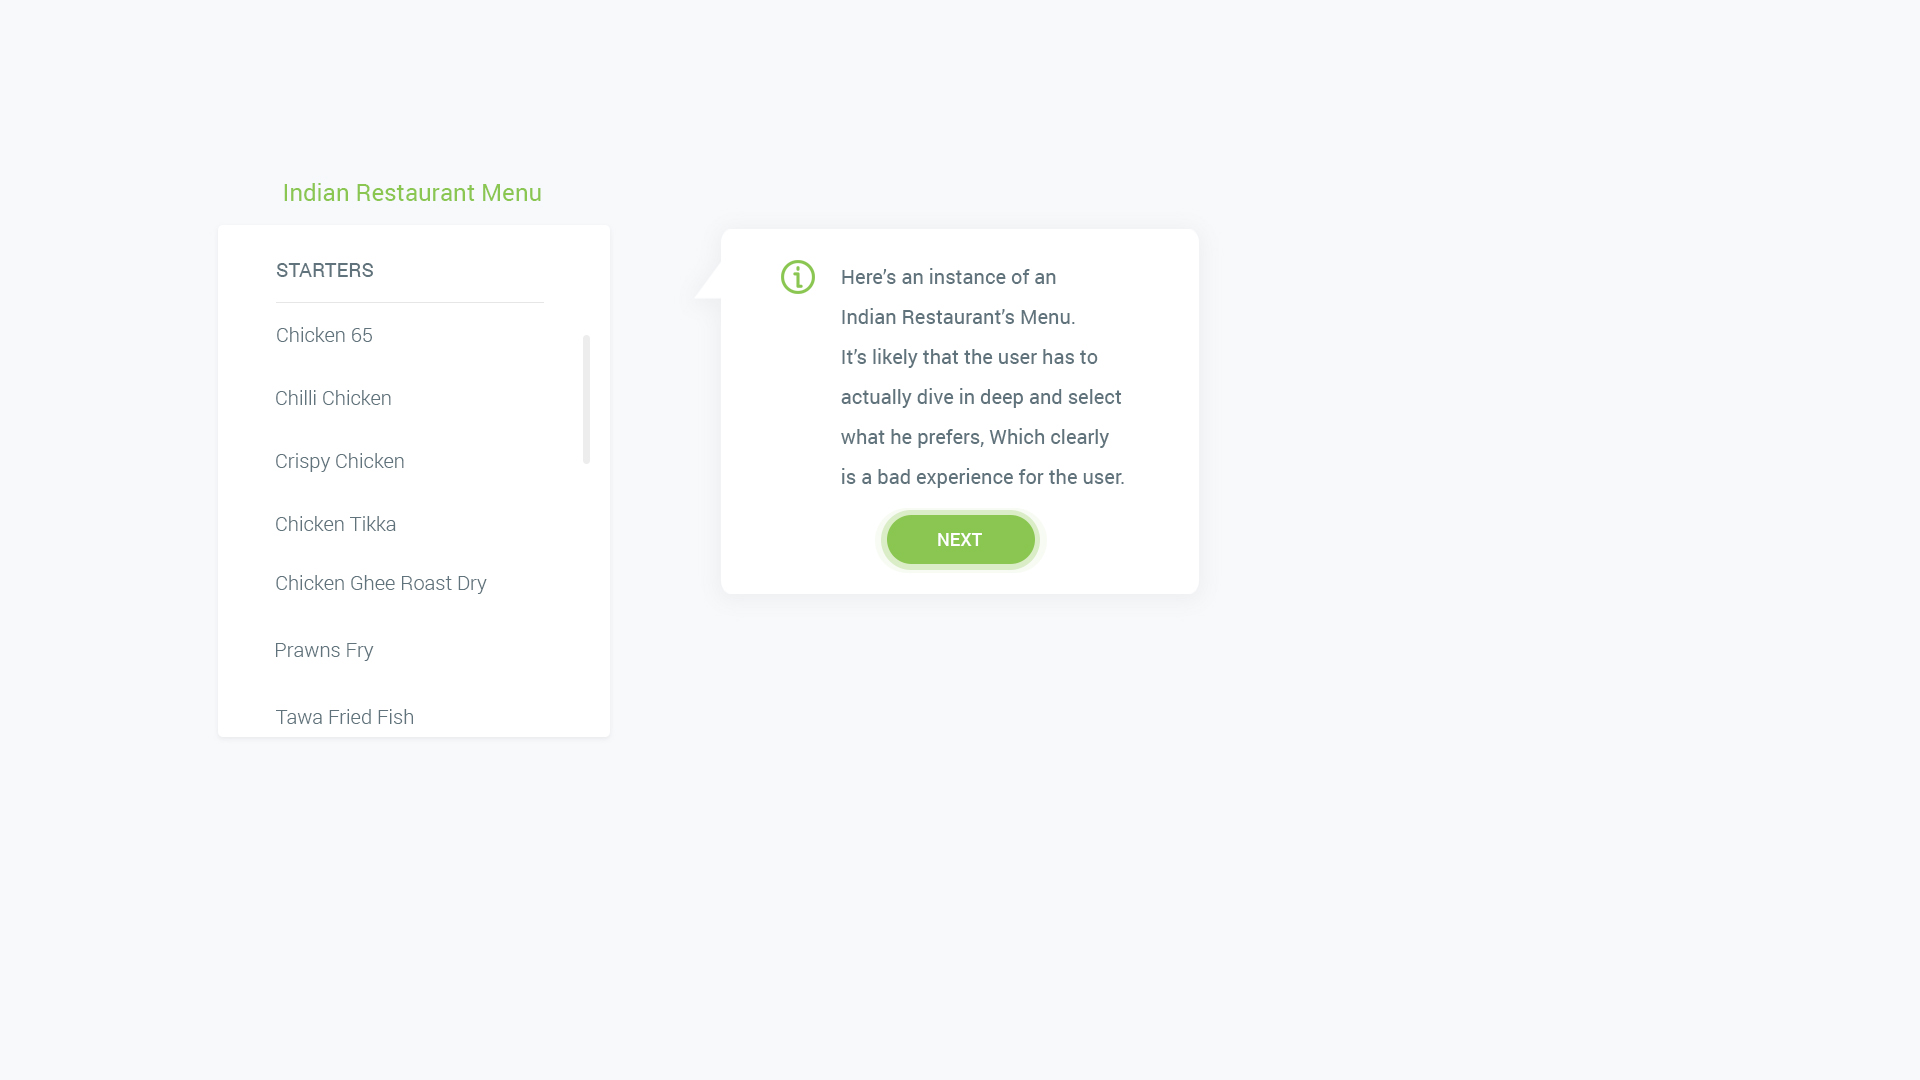 Indian Restaurant Menu
STARTERS
Chicken 65
Chilli Chicken
Crispy Chicken
Chicken Tikka
Chicken Ghee Roast Dry
Prawns Fry
Tawa Fried Fish
Here’s an instance of an
Indian Restaurant’s Menu.
It’s likely that the user has to
actually dive in deep and select
what he prefers, Which clearly
is a bad experience for the user.
NEXT